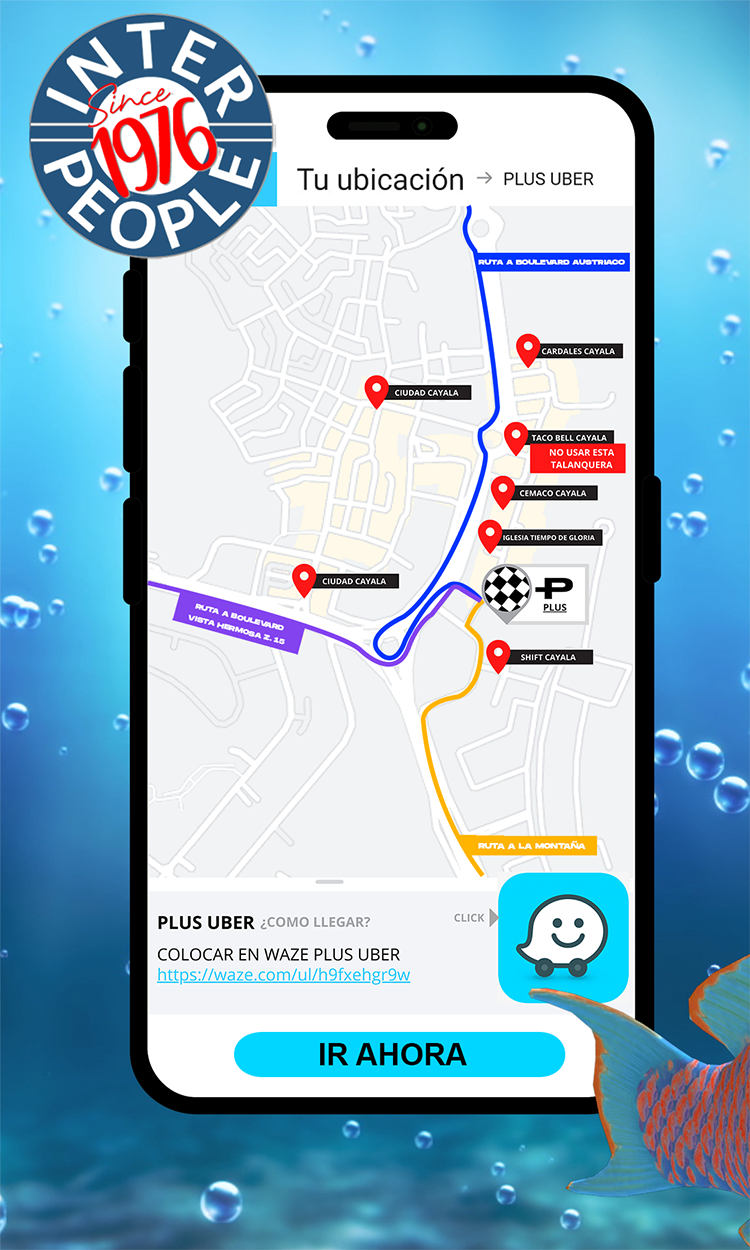 INTER
Since
1976
PEOPLE
Tu ubicación → PLUS UBER
RUTA A BOULEVARD AUSTRIACO
CARDALES CAYALA
CIUDAD CAYALA
TACO BELL CAYALA
NO USAR ESTA
TALANQUERA
CEMACO CAYALA
IGLESIA TIEMPO DE GLORIA
CIUDAD CAYALA
P
PLUS
RUTA A BOULEVARD
VISTA HERMOSA Z. 15
SHIFT CAYALA
RUTA A LA MONTAÑA
PLUS UBER ¿COMO LLEGAR?
CLICK
COLOCAR EN WAZE PLUS UBER
https://waze.com/ul/h9fxehgr9w
IR AHORA